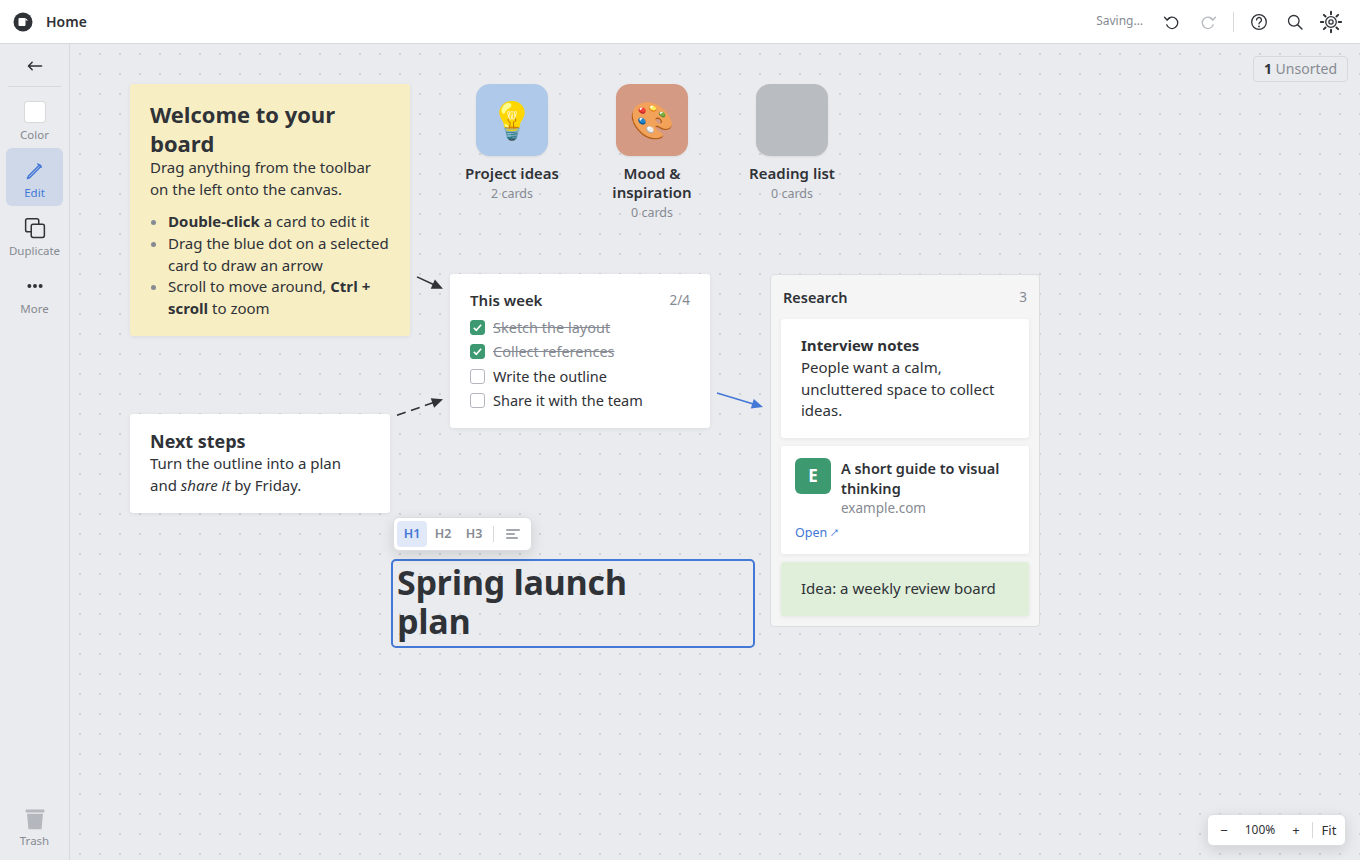 Home
Saving...
1 Unsorted
Color
Edit
Duplicate
More
Trash
Welcome to your
board
Drag anything from the toolbar
on the left onto the canvas.
Double-click a card to edit it
Drag the blue dot on a selected
card to draw an arrow
Scroll to move around, Ctrl +
scroll to zoom
Project ideas
2 cards
Mood &
inspiration
0 cards
Reading list
0 cards
This week 2/4
Sketch the layout
Collect references
Write the outline
Share it with the team
Research 3
Interview notes
People want a calm,
uncluttered space to collect
ideas.
E
A short guide to visual
thinking
example.com
Open ↗
Idea: a weekly review board
Next steps
Turn the outline into a plan
and share it by Friday.
H1 H2 H3
Spring launch
plan
− 100% + Fit